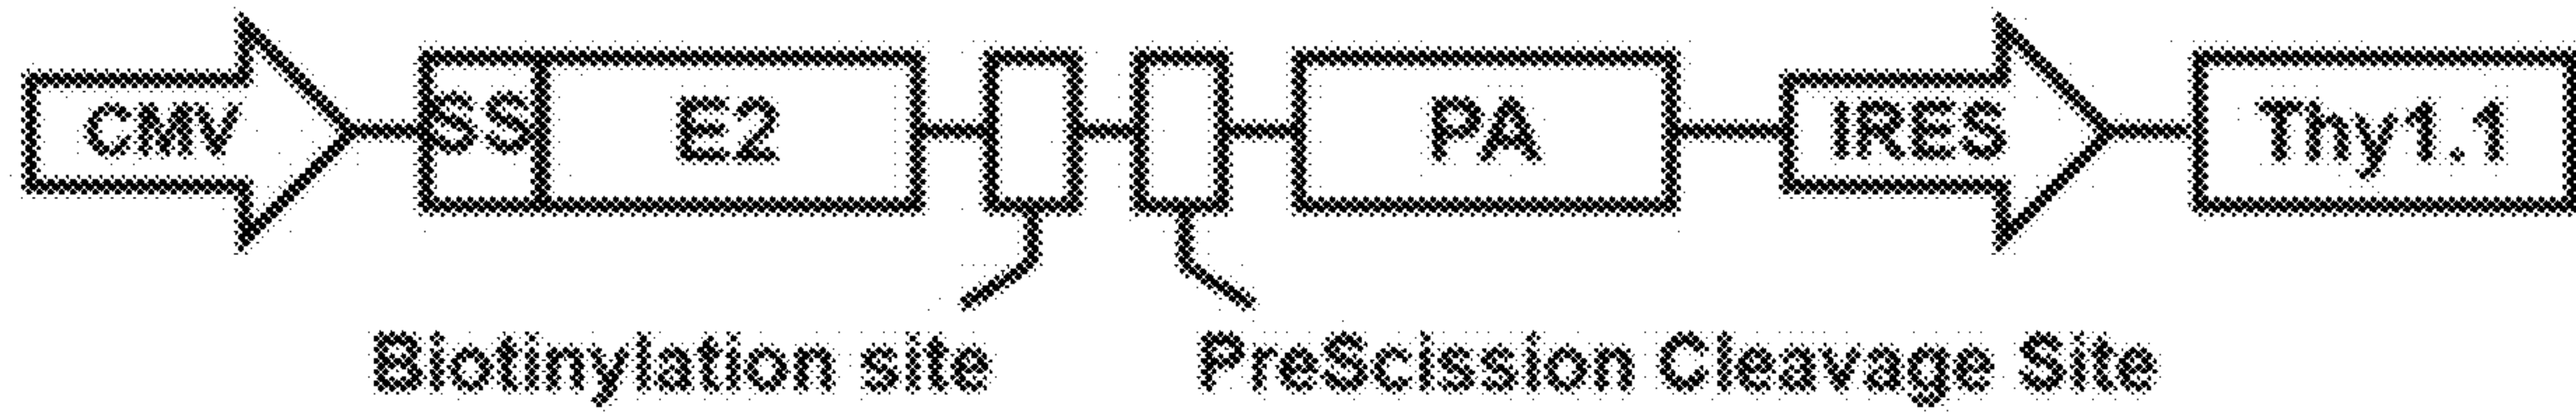 CMV SS E2 PA IRES Thy1.1
Biotinylation site PreScission Cleavage Site